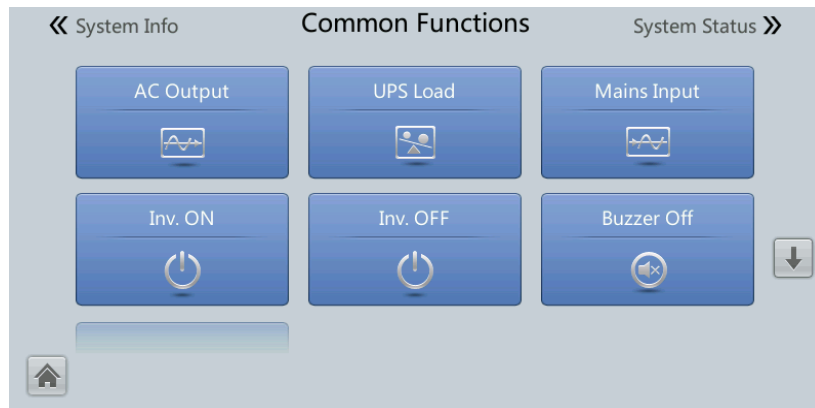 « System Info Common Functions System Status »
AC Output UPS Load Mains Input
Inv. ON Inv. OFF Buzzer Off